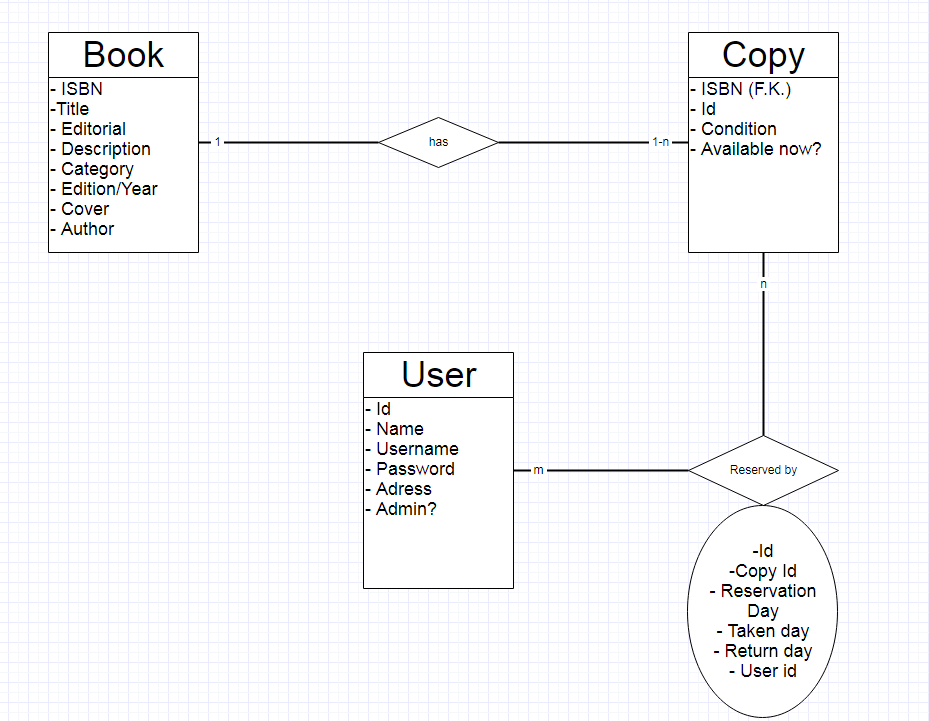 Book
- ISBN
-Title
- Editorial
- Description
- Category
- Edition/Year
- Cover
- Author
1
has
1-n
Copy
- ISBN (F.K.)
- Id
- Condition
- Available now?
n
User
- Id
- Name
- Username
- Password
- Adress
- Admin?
m
Reserved by
-Id
-Copy Id
- Reservation
Day
- Taken day
- Return day
- User id